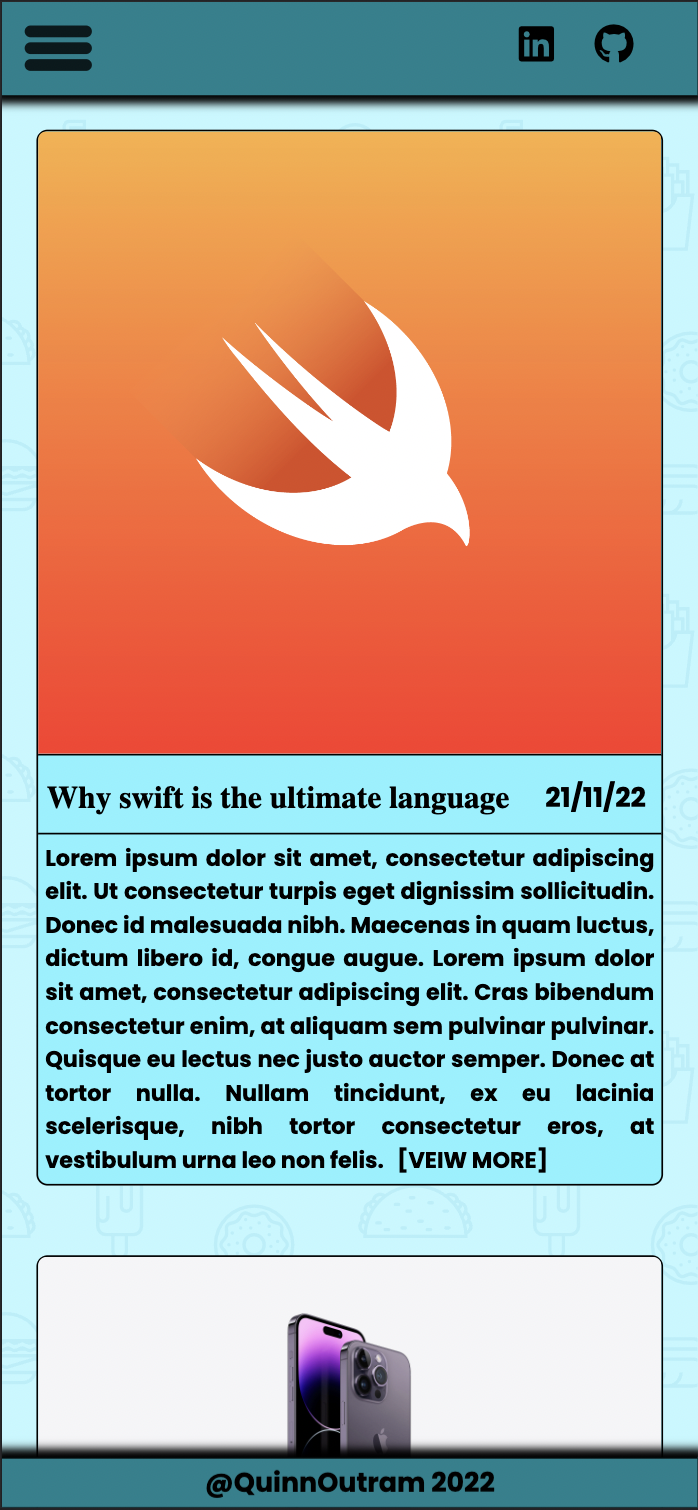 in
Why swift is the ultimate language 21/11/22
Lorem ipsum dolor sit amet, consectetur adipiscing
elit. Ut consectetur turpis eget dignissim sollicitudin.
Donec id malesuada nibh. Maecenas in quam luctus,
dictum libero id, congue augue. Lorem ipsum dolor
sit amet, consectetur adipiscing elit. Cras bibendum
consectetur enim, at aliquam sem pulvinar pulvinar.
Quisque eu lectus nec justo auctor semper. Donec at
tortor nulla. Nullam tincidunt, ex eu lacinia
scelerisque, nibh tortor consectetur eros, at
vestibulum urna leo non felis. [VEIW MORE]
@QuinnOutram 2022